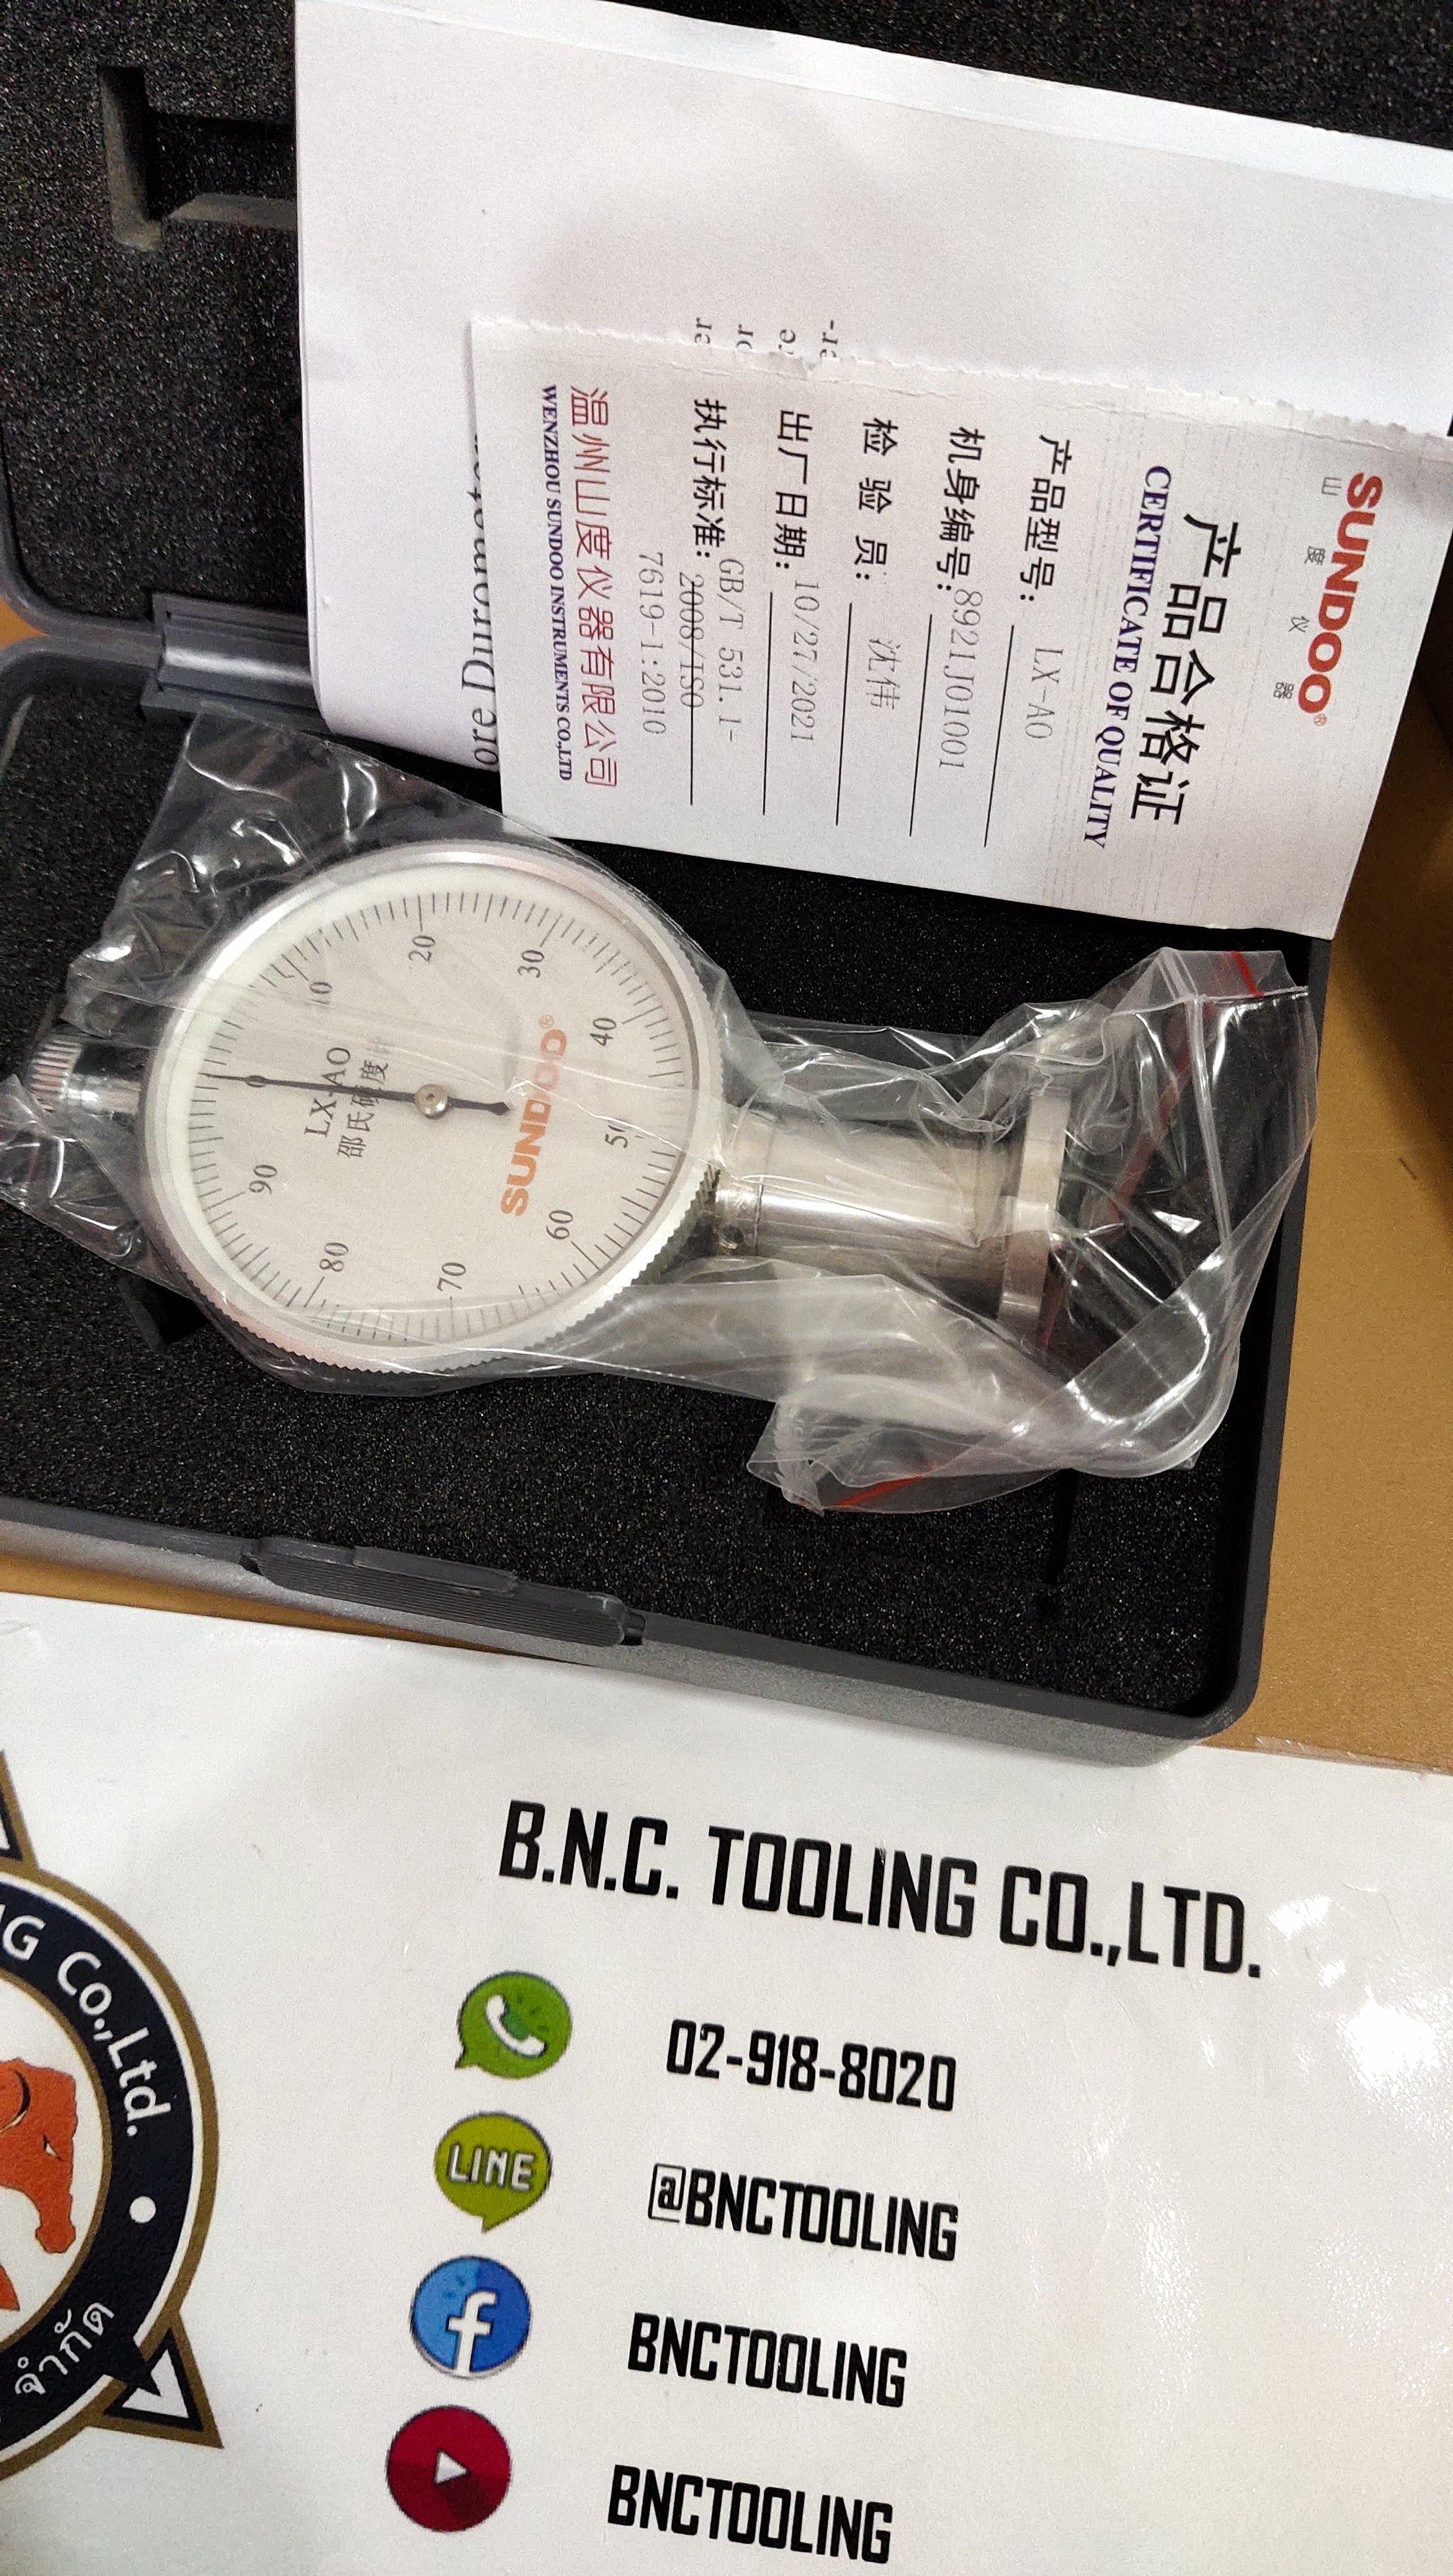 SUNDOO®
山 度 仪 器
产品合格证
CERTIFICATE OF QUALITY
产品型号: LX-AO
机身编号: 8921J01001
检 验 员: 沈伟
出厂日期: 10/27/2021
执行标准: GB/T 531.1-
2008/ISO
7619-1:2010
温州山度仪器有限公司
WENZHOU SUNDOO INSTRUMENTS CO.,LTD
er
or
re
er-
ore Durometer
10
20
30
40
60
70
80
90
LX-AO
邵氏硬度计
SUNDOO®
B.N.C. TOOLING CO.,LTD.
02-918-8020
LINE
@BNCTOOLING
f
BNCTOOLING
BNCTOOLING
NG Co.,Ltd.
จำกัด